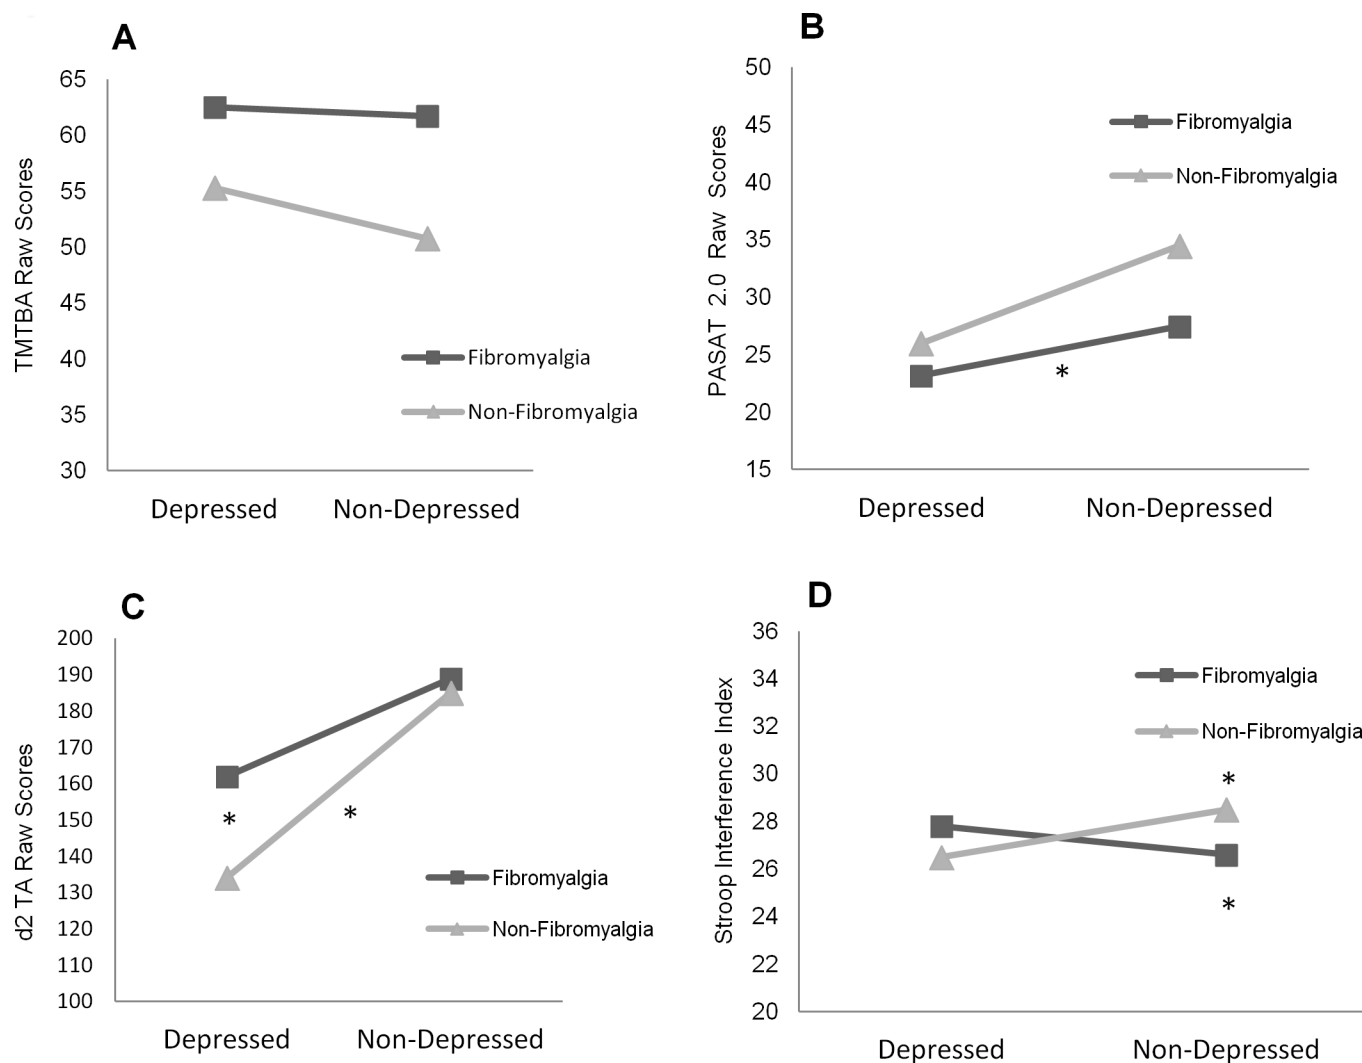 A
TMTBA Raw Scores
65
60
55
50
45
40
35
30
Fibromyalgia
Non-Fibromyalgia
Depressed
Non-Depressed
B
PASAT 2.0 Raw Scores
50
45
40
35
30
25
20
15
Fibromyalgia
Non-Fibromyalgia
*
Depressed
Non-Depressed
C
d2 TA Raw Scores
200
190
180
170
160
150
140
130
120
110
100
* *
Fibromyalgia
Non-Fibromyalgia
Depressed
Non-Depressed
D
Stroop Interference Index
36
34
32
30
28
26
24
22
20
Fibromyalgia
Non-Fibromyalgia
*
*
Depressed
Non-Depressed